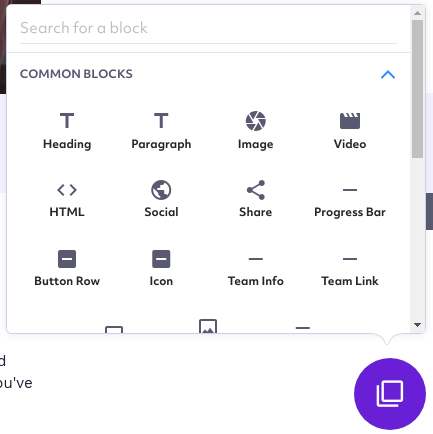 Search for a block
COMMON BLOCKS
Heading Paragraph Image Video
HTML Social Share Progress Bar
Button Row Icon Team Info Team Link
ou've